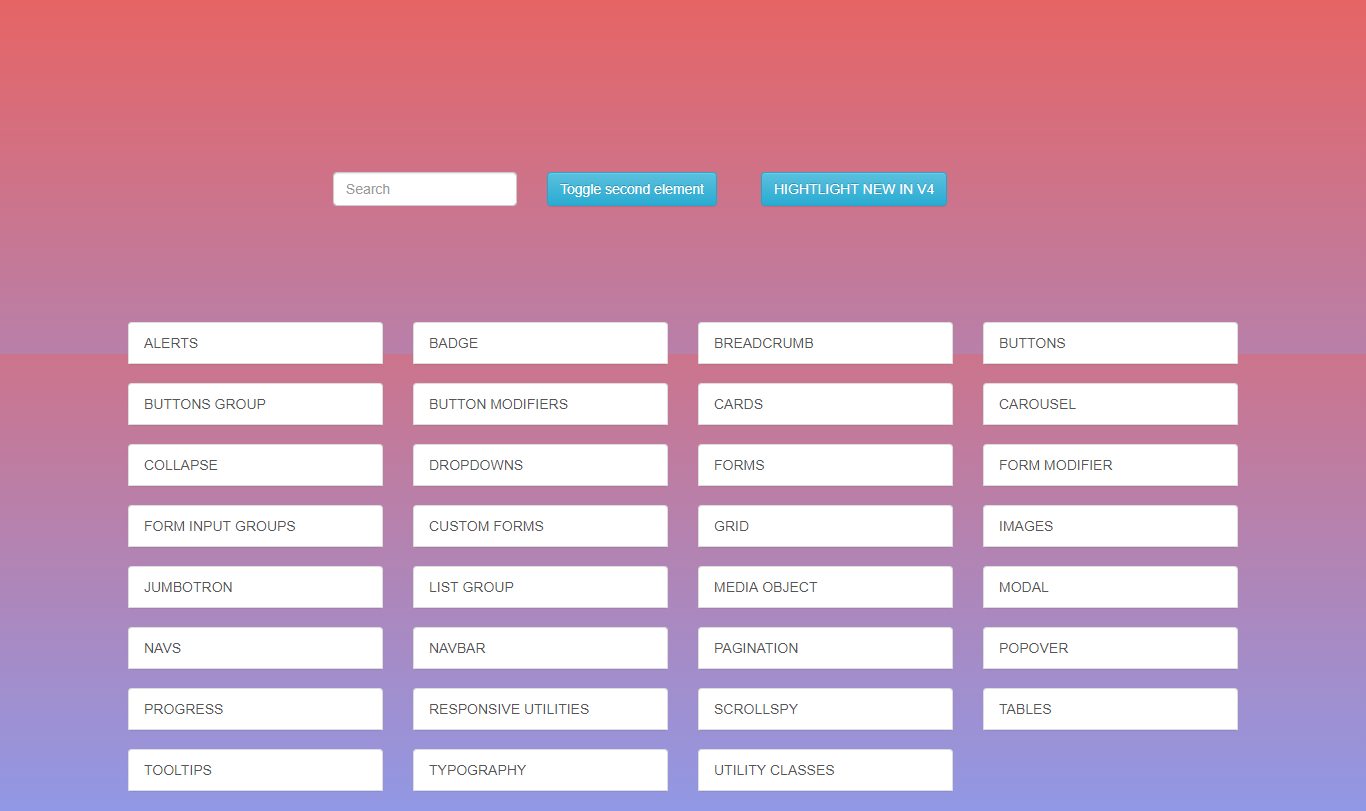 Search
Toggle second element
HIGHTLIGHT NEW IN V4
ALERTS
BADGE
BREADCRUMB
BUTTONS
BUTTONS GROUP
BUTTON MODIFIERS
CARDS
CAROUSEL
COLLAPSE
DROPDOWNS
FORMS
FORM MODIFIER
FORM INPUT GROUPS
CUSTOM FORMS
GRID
IMAGES
JUMBOTRON
LIST GROUP
MEDIA OBJECT
MODAL
NAVS
NAVBAR
PAGINATION
POPOVER
PROGRESS
RESPONSIVE UTILITIES
SCROLLSPY
TABLES
TOOLTIPS
TYPOGRAPHY
UTILITY CLASSES